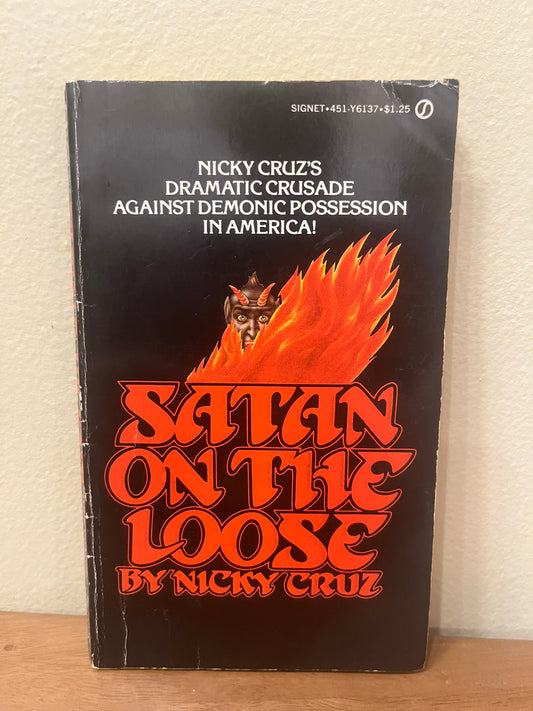 SIGNET•451-Y6137•$1.25
NICKY CRUZ'S
DRAMATIC CRUSADE
AGAINST DEMONIC POSSESSION
IN AMERICA!
SATAN
ON THE
LOOSE
BY NICKY CRUZ